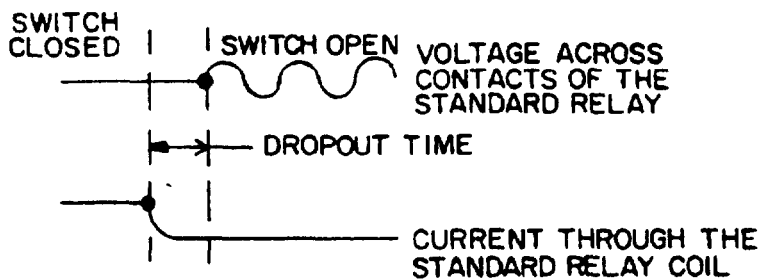 SWITCH
CLOSED
SWITCH OPEN
VOLTAGE ACROSS
CONTACTS OF THE
STANDARD RELAY
DROPOUT TIME
CURRENT THROUGH THE
STANDARD RELAY COIL